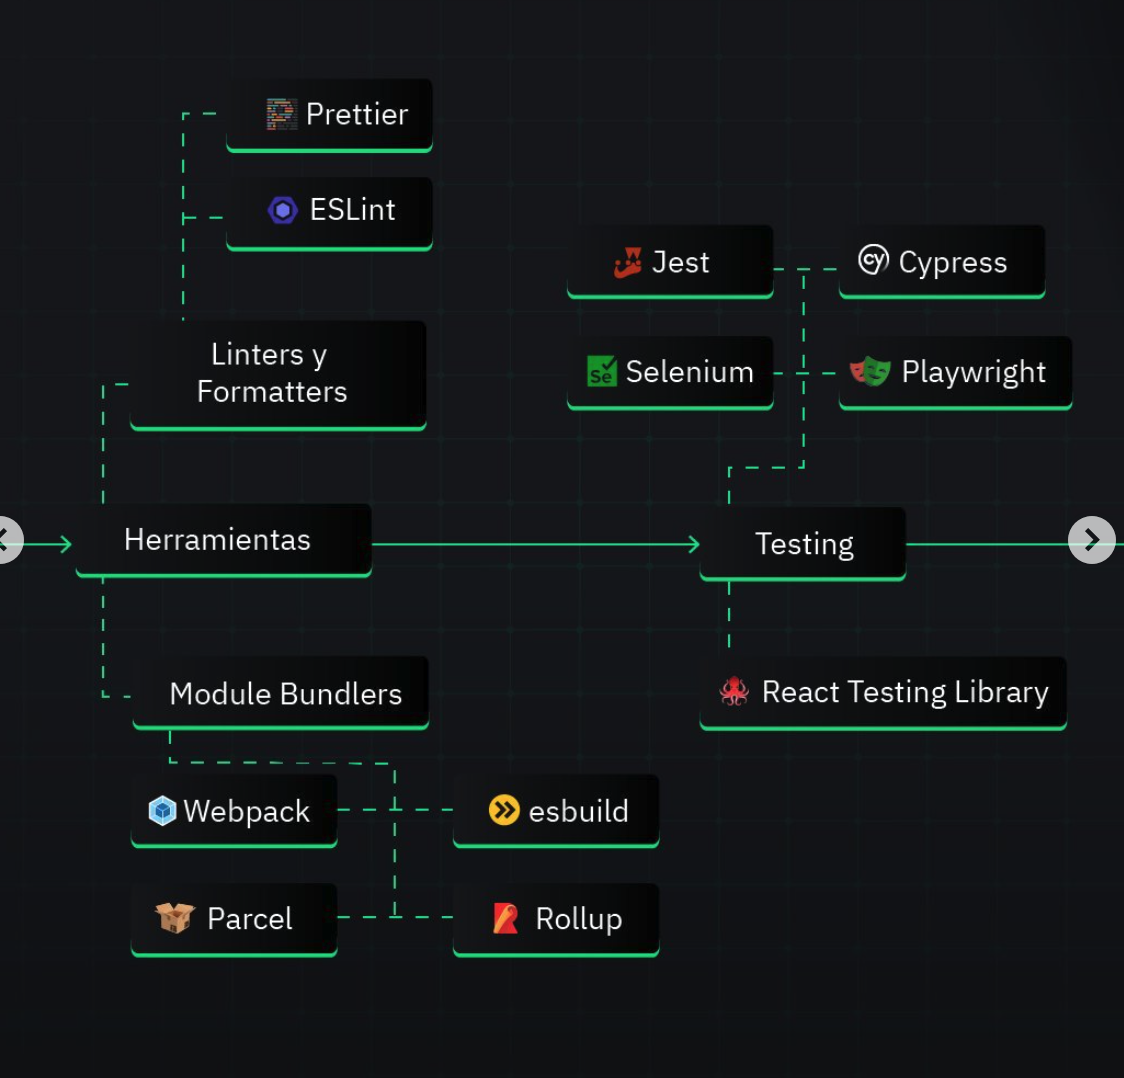 Prettier
ESLint
Linters y
Formatters
Jest
Cypress
Selenium
Playwright
Herramientas
Testing
Module Bundlers
React Testing Library
Webpack
esbuild
Parcel
Rollup